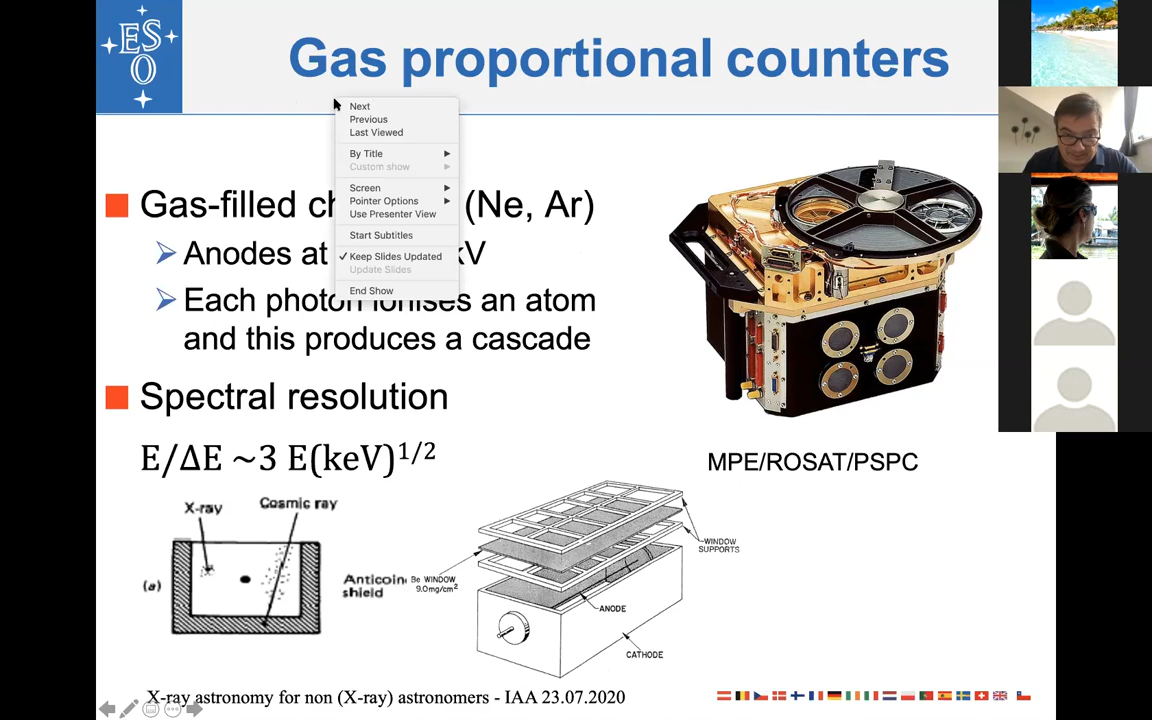 ESO
Gas proportional counters
Next
Previous
Last Viewed
By Title
Custom show
Screen
Pointer Options
Use Presenter View
Start Subtitles
Keep Slides Updated
Update Slides
End Show
Gas-filled ch (Ne, Ar)
Anodes at kV
Each photon ionises an atom
and this produces a cascade
Spectral resolution
E/ΔE ~3 E(keV)^1/2
MPE/ROSAT/PSPC
X-ray
Cosmic ray
(a)
Anticoin
shield
Be WINDOW
9.0mg/cm²
WINDOW
SUPPORTS
ANODE
CATHODE
X-ray astronomy for non (X-ray) astronomers - IAA 23.07.2020